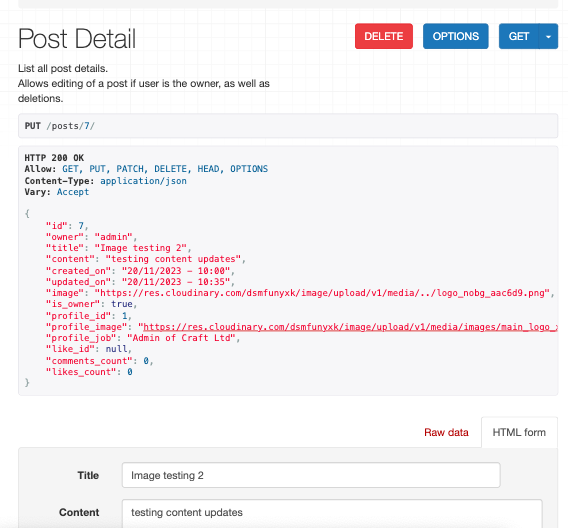 Post Detail
DELETE
OPTIONS
GET
List all post details.
Allows editing of a post if user is the owner, as well as
deletions.
PUT /posts/7/
HTTP 200 OK
Allow: GET, PUT, PATCH, DELETE, HEAD, OPTIONS
Content-Type: application/json
Vary: Accept
{
"id": 7,
"owner": "admin",
"title": "Image testing 2",
"content": "testing content updates",
"created_on": "20/11/2023 - 10:00",
"updated_on": "20/11/2023 - 10:35",
"image": "https://res.cloudinary.com/dsmfunyxk/image/upload/v1/media/../logo_nobg_aac6d9.png",
"is_owner": true,
"profile_id": 1,
"profile_image": "https://res.cloudinary.com/dsmfunyxk/image/upload/v1/media/images/main_logo_
"profile_job": "Admin of Craft Ltd",
"like_id": null,
"comments_count": 0,
"likes_count": 0
}
Raw data
HTML form
Title
Image testing 2
Content
testing content updates